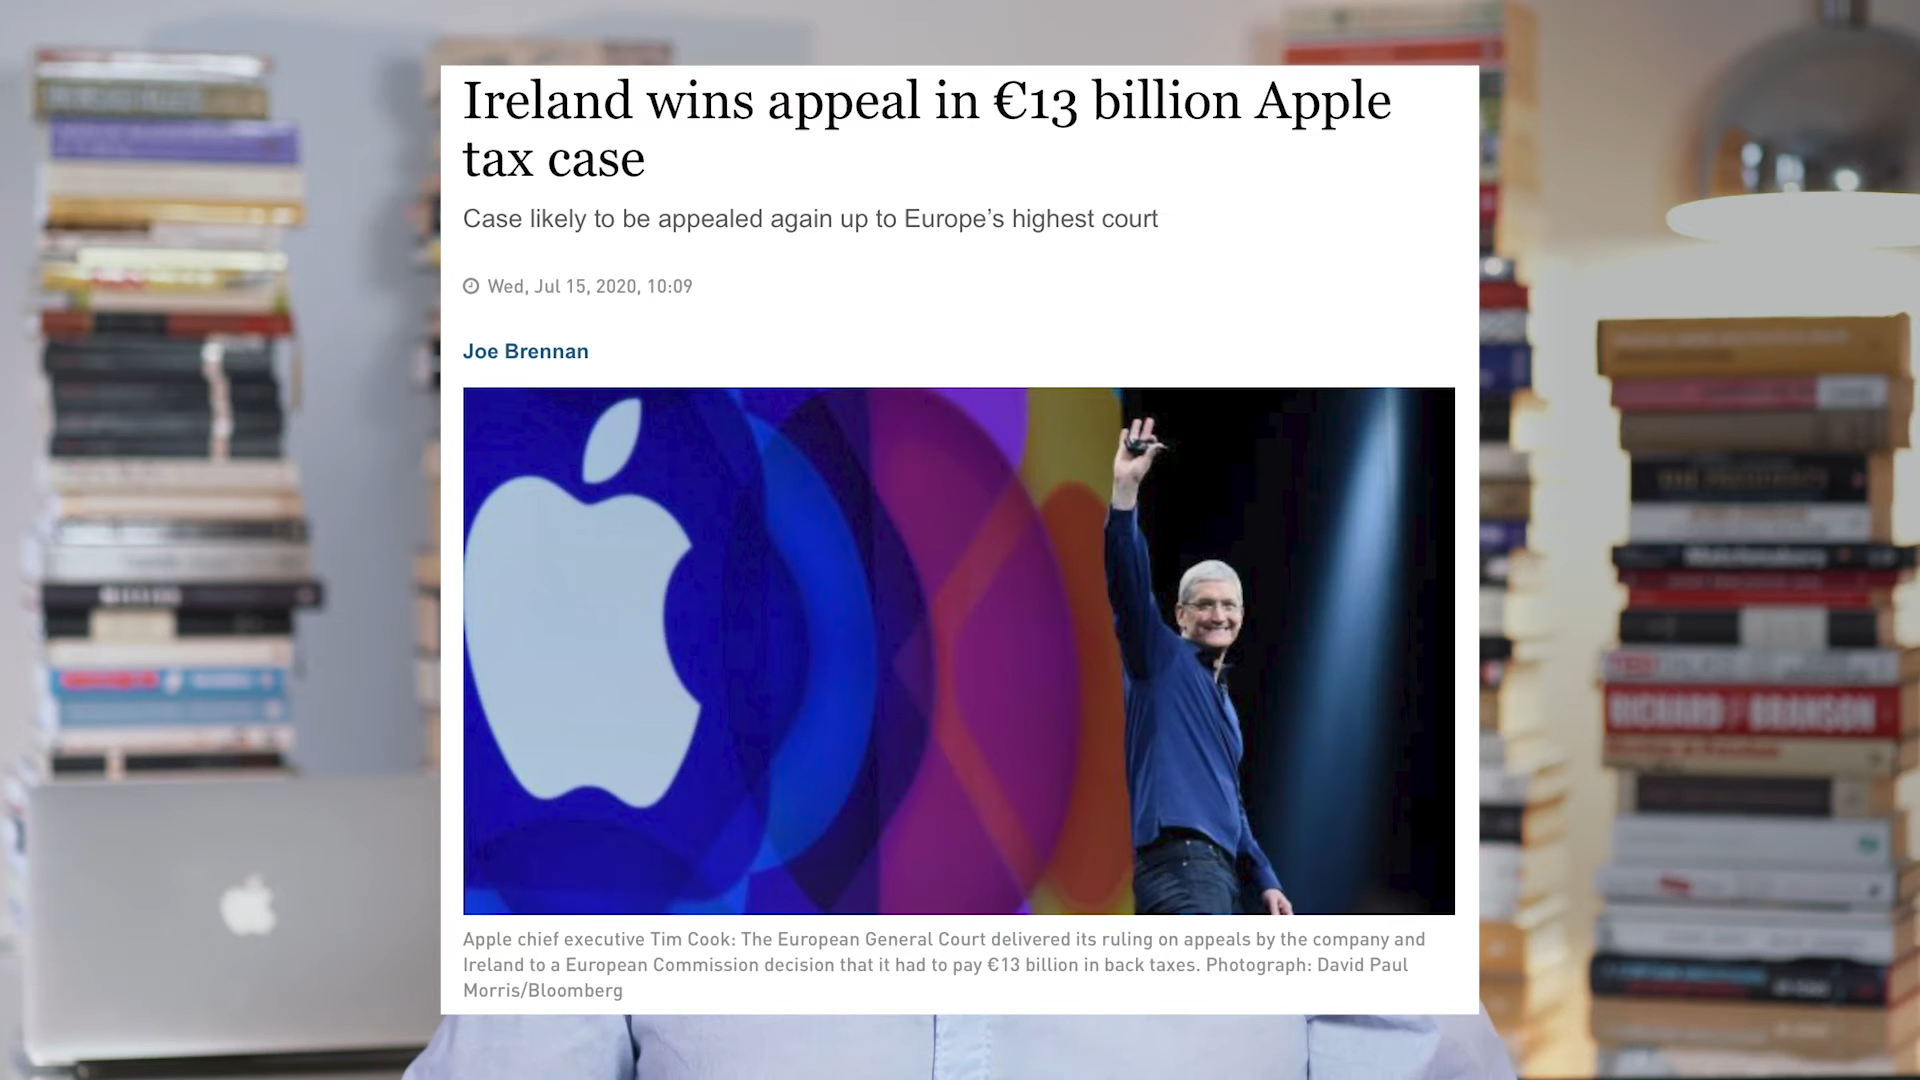 Ireland wins appeal in €13 billion Apple
tax case
Case likely to be appealed again up to Europe’s highest court
Wed, Jul 15, 2020, 10:09
Joe Brennan
Apple chief executive Tim Cook: The European General Court delivered its ruling on appeals by the company and
Ireland to a European Commission decision that it had to pay €13 billion in back taxes. Photograph: David Paul
Morris/Bloomberg
RICHARD BRANSON